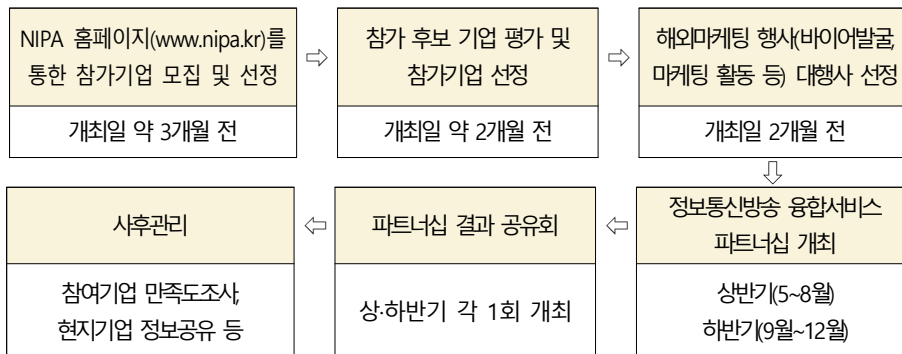 NIPA 홈페이지(www.nipa.kr)를
통한 참가기업 모집 및 선정
개최일 약 3개월 전
⇨
참가 후보 기업 평가 및
참가기업 선정
개최일 약 2개월 전
⇨
해외마케팅 행사(바이어발굴,
마케팅 활동 등) 대행사 선정
개최일 2개월 전
⇩
정보통신방송 융합서비스
파트너십 개최
상반기(5~8월)
하반기(9월~12월)
⇦
파트너십 결과 공유회
상·하반기 각 1회 개최
⇦
사후관리
참여기업 만족도조사,
현지기업 정보공유 등